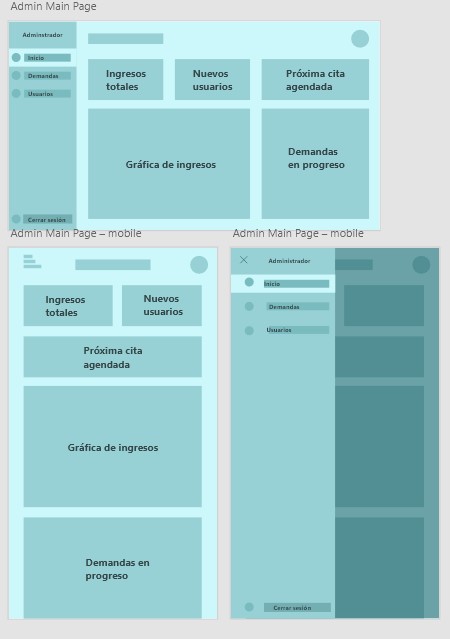 Admin Main Page
Adminstrador
Inicio
Demandas
Usuarios
Cerrar sesión
Ingresos
totales
Nuevos
usuarios
Próxima cita
agendada
Gráfica de ingresos
Demandas
en progreso
Admin Main Page – mobile
Ingresos
totales
Nuevos
usuarios
Próxima cita
agendada
Gráfica de ingresos
Demandas en
progreso
Admin Main Page – mobile
Administrador
Inicio
Demandas
Usuarios
Cerrar sesión